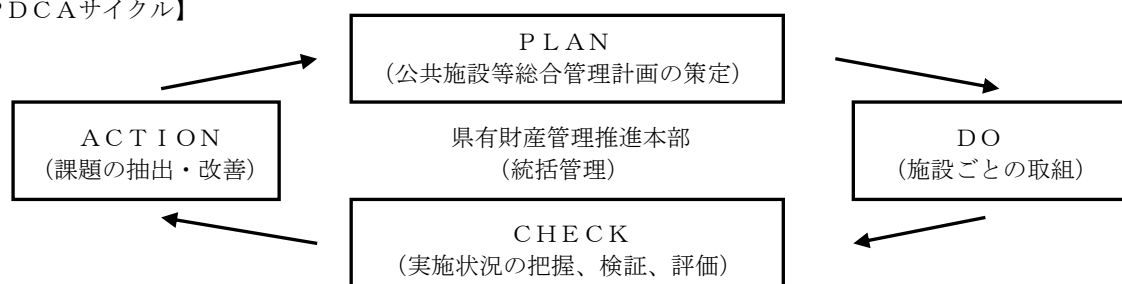 PDCAサイクル】
PLAN
(公共施設等総合管理計画の策定)
ACTION
(課題の抽出・改善)
県有財産管理推進本部
(統括管理)
DO
(施設ごとの取組)
CHECK
(実施状況の把握、検証、評価)